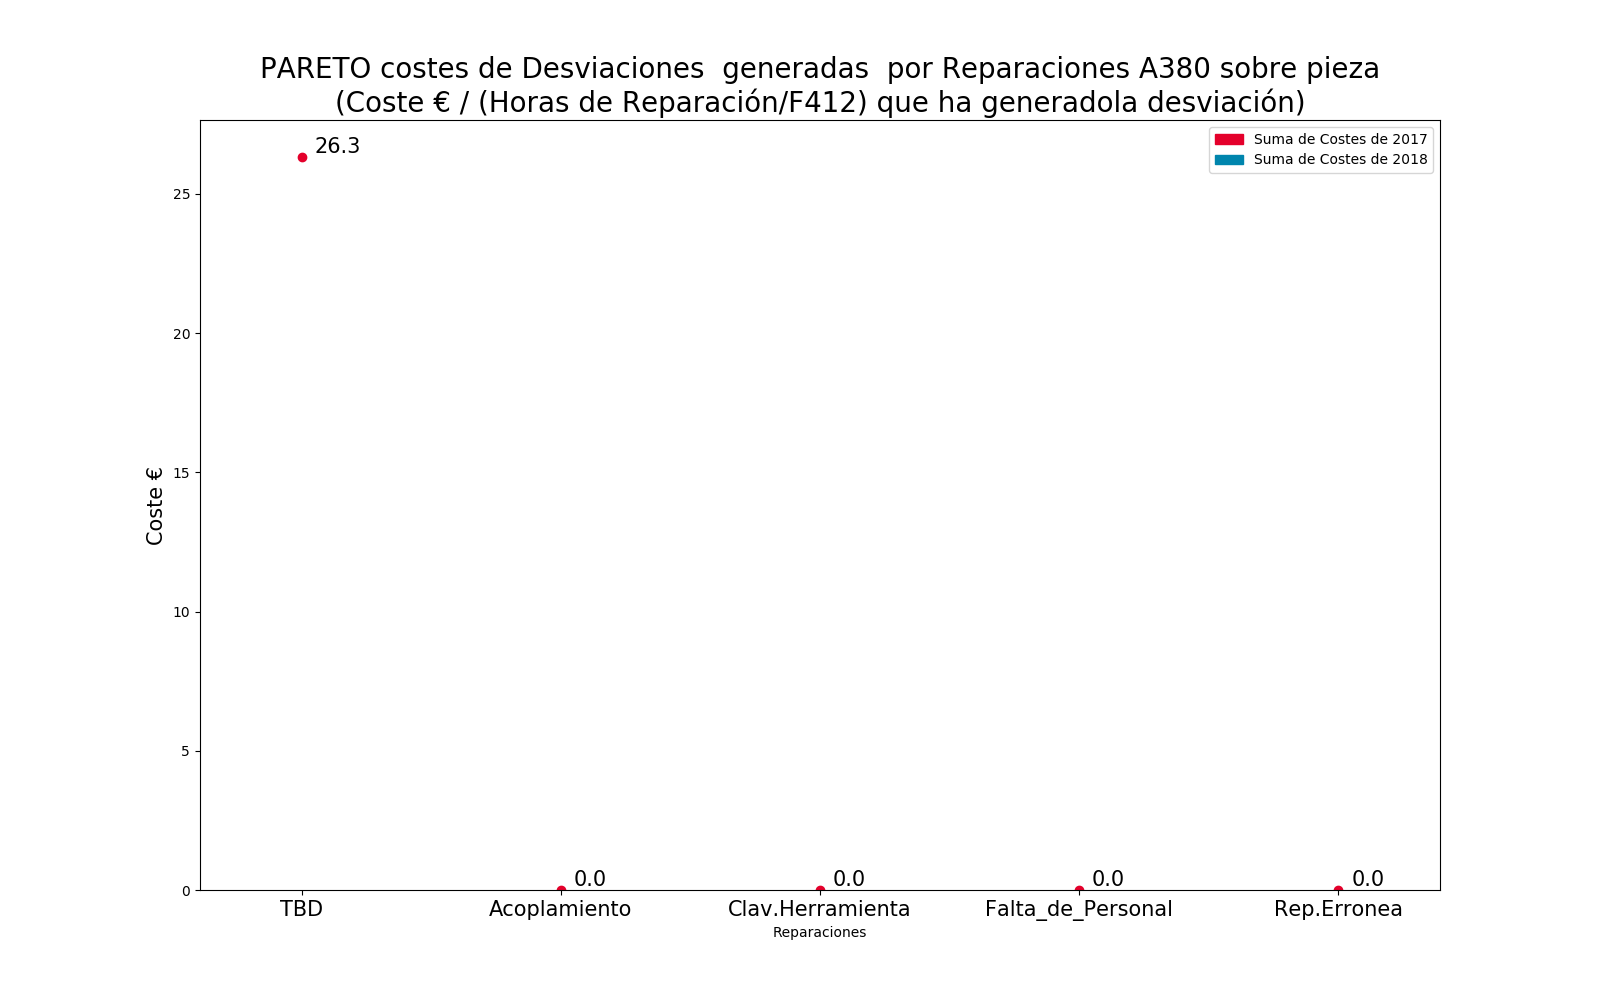 PARETO costes de Desviaciones  generadas  por Reparaciones A380 sobre pieza
(Coste € / (Horas de Reparación/F412) que ha generadola desviación)
Suma de Costes de 2017
Suma de Costes de 2018
26.3
25
20
15
10
5
0
Coste €
0.0
0.0
0.0
0.0
TBD
Acoplamiento
Clav.Herramienta
Falta_de_Personal
Rep.Erronea
Reparaciones